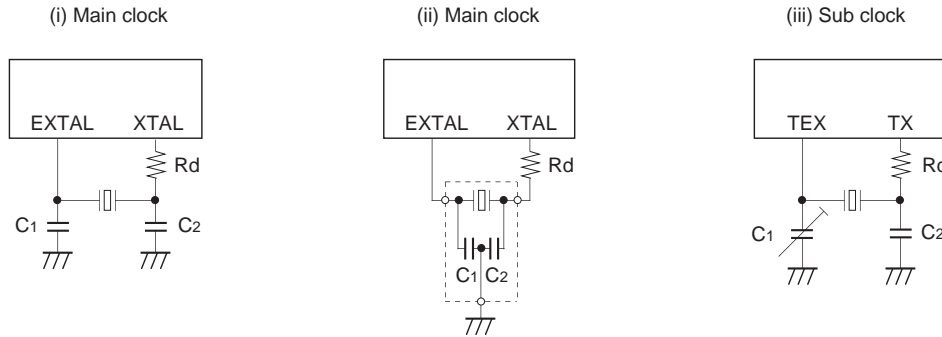 (i) Main clock
(ii) Main clock
(iii) Sub clock
EXTAL XTAL
EXTAL XTAL
TEX TX
Rd
Rd
Rd
C1
C2
C1 C2
C1
C2